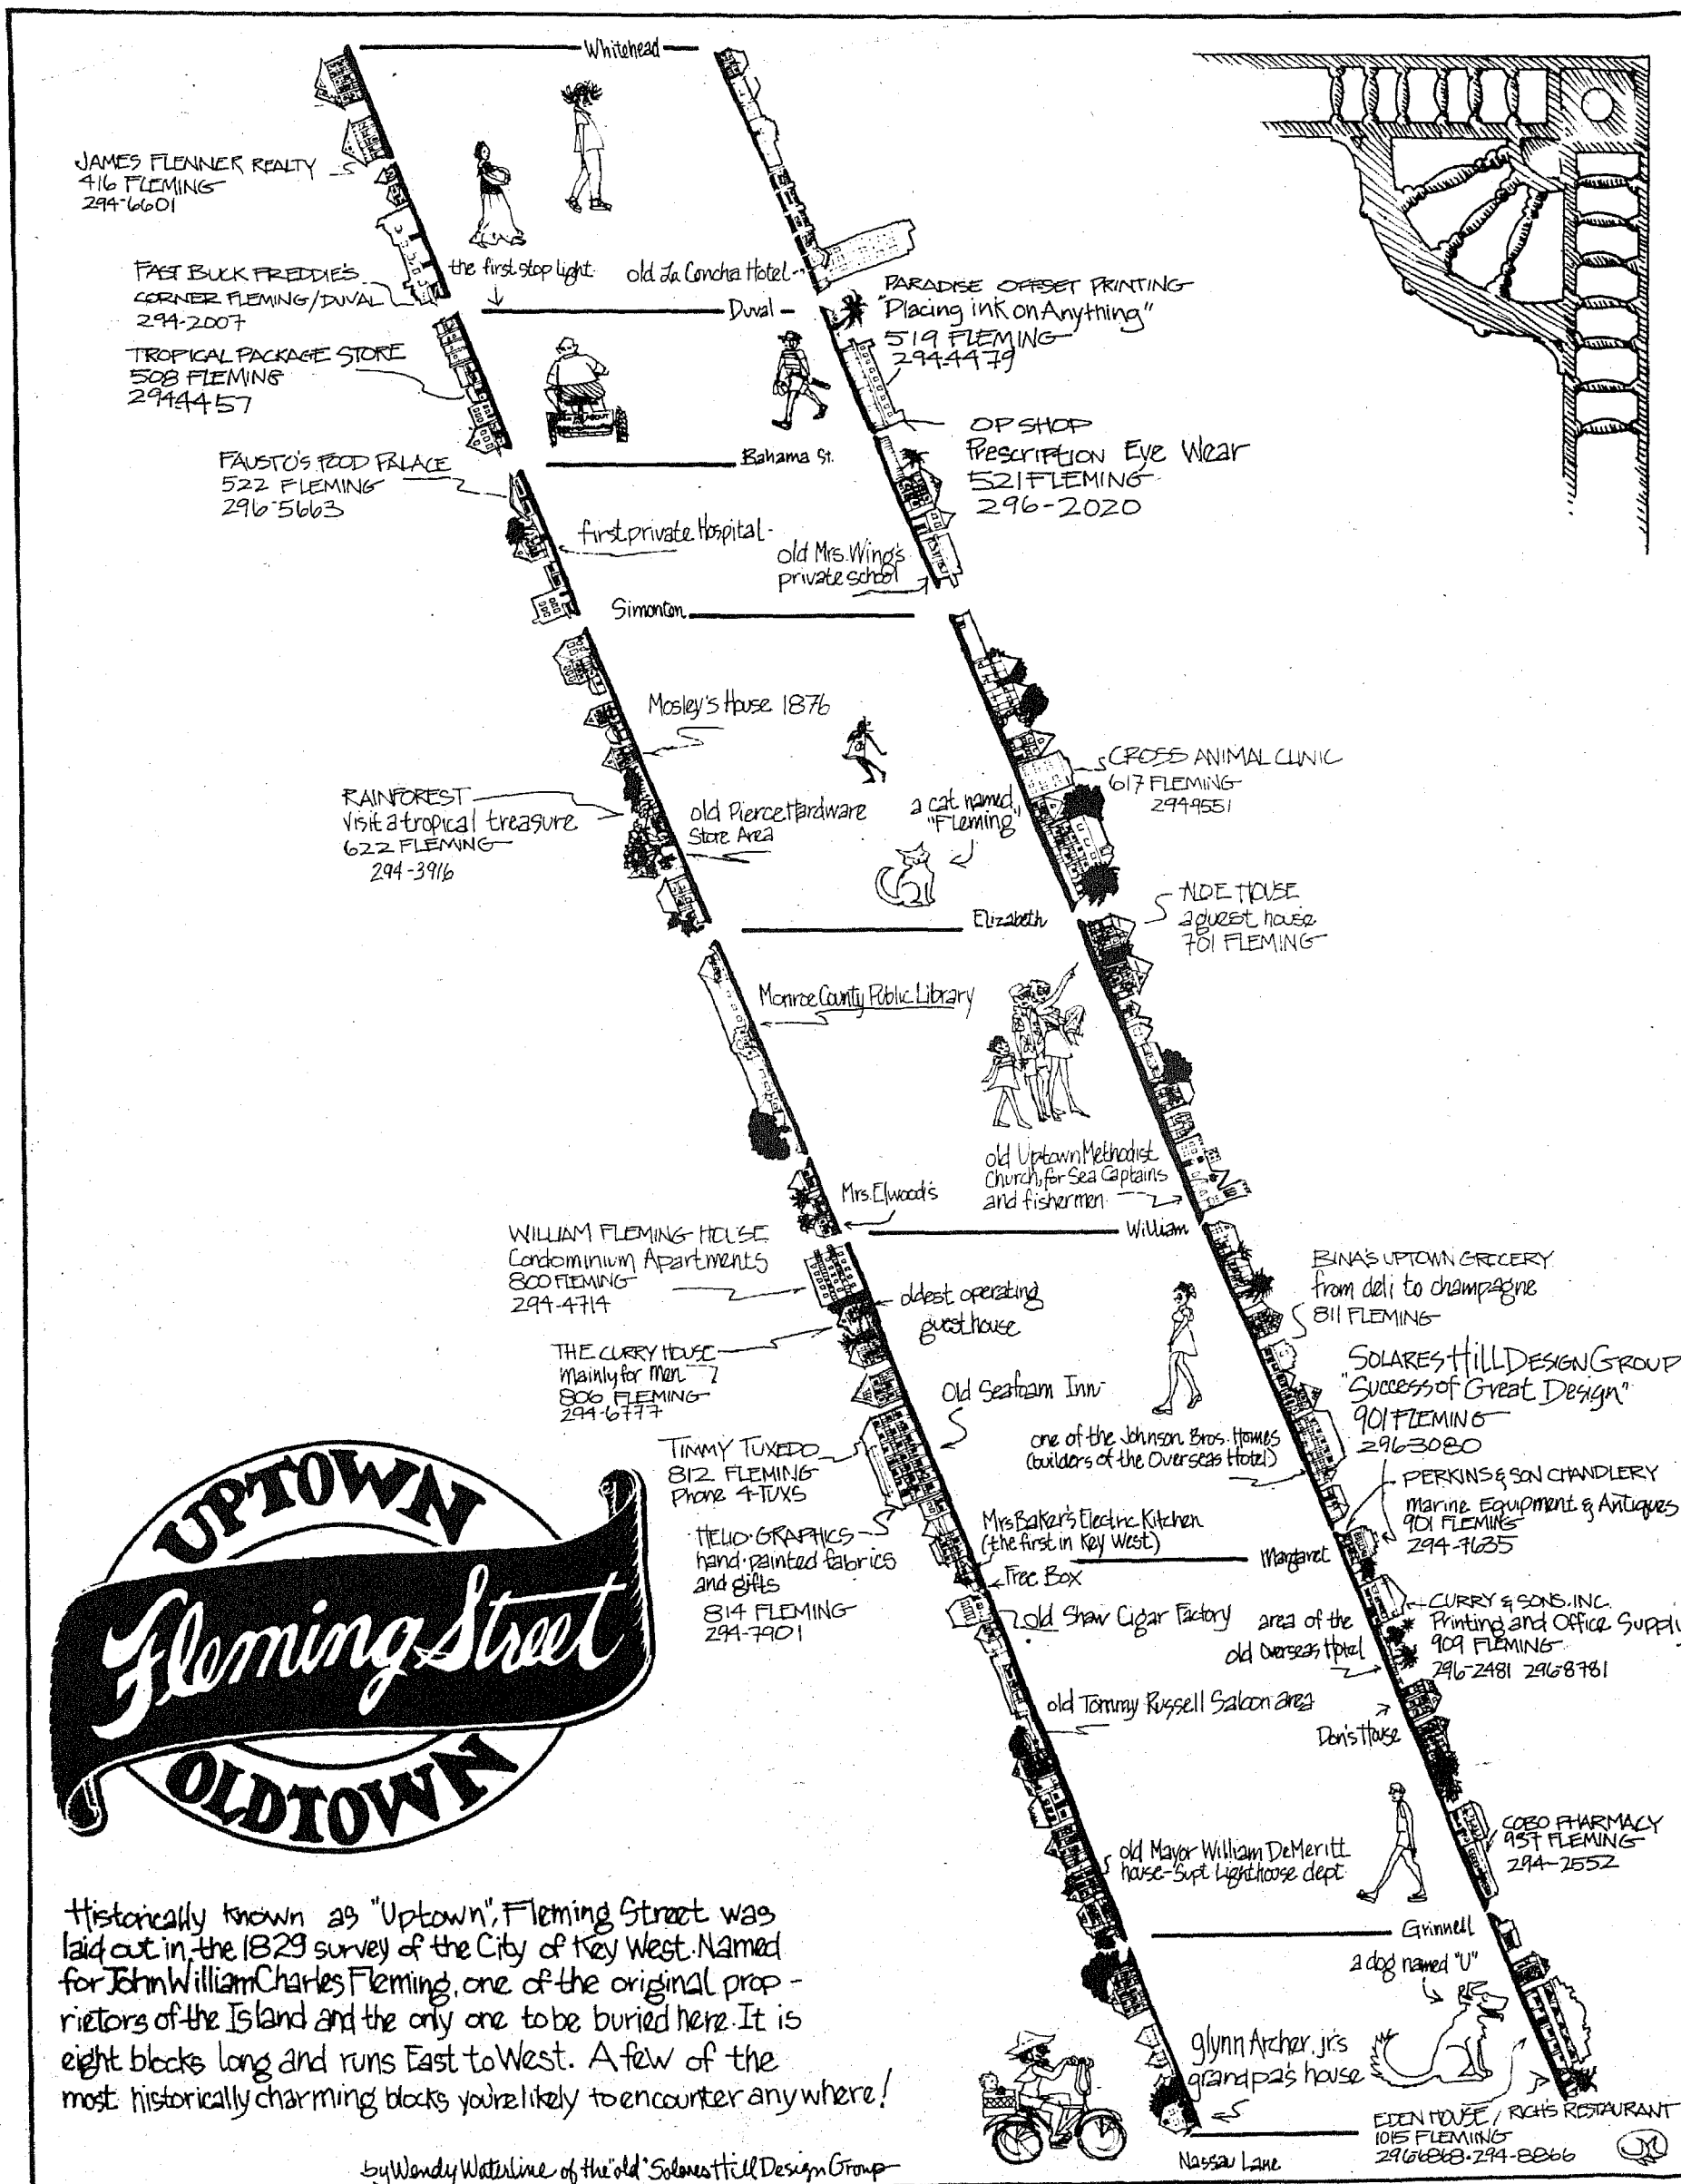 Whitehead
JAMES FLENNER REALTY
416 FLEMING
294-6601
FAST BUCK FREDDIE'S
CORNER FLEMING/DUVAL
294-2007
the first stop light
old La Concha Hotel
Duval
PARADISE OFFSET PRINTING
"Placing ink on Anything"
519 FLEMING
294-4479
TROPICAL PACKAGE STORE
508 FLEMING
294-4457
OP SHOP
Prescription Eye Wear
521 FLEMING
296-2020
Bahama St.
FAUSTO'S FOOD PALACE
522 FLEMING
296-5663
first private Hospital
old Mrs. Wing's
private school
Simonton
Mosley's House 1876
CROSS ANIMAL CLINIC
617 FLEMING
294-9551
RAINFOREST
Visit a tropical treasure
622 FLEMING
294-3916
old Pierce Hardware
Store Area
a cat named
"Fleming"
Elizabeth
ALOE HOUSE
a guest house
701 FLEMING
Monroe County Public Library
old Uptown Methodist
Church, for Sea Captains
and fishermen
Mrs. Elwood's
William
WILLIAM FLEMING HOUSE
Condominium Apartments
800 FLEMING
294-4714
oldest operating
guest house
BINA'S UPTOWN GROCERY
from deli to champagne
811 FLEMING
THE CURRY HOUSE
mainly for men
806 FLEMING
294-6777
Old Seafoam Inn
SOLARES HILL DESIGN GROUP
"Success of Great Design"
901 FLEMING
296-3080
one of the Johnson Bros. Homes
(builders of the Overseas Hotel)
TIMMY TUXEDO
812 FLEMING
Phone 4-TUXS
PERKINS & SON CHANDLERY
marine Equipment & Antiques
901 FLEMING
294-7635
HELIO·GRAPHICS
hand·painted fabrics
and gifts
814 FLEMING
294-7901
Mrs Baker's Electric Kitchen
(the first in Key West)
Margaret
Free Box
old Shaw Cigar Factory
area of the
old Overseas Hotel
CURRY & SONS. INC.
Printing and Office Supply
909 FLEMING
296-2481 296-8781
old Tommy Russell Saloon area
Don's House
UPTOWN
Fleming Street
OLDTOWN
COBO PHARMACY
937 FLEMING
294-2552
old Mayor William DeMeritt
house-Supt Lighthouse dept
Grinnell
a dog named "U"
Historically known as "Uptown", Fleming Street was
laid out in the 1829 survey of the City of Key West. Named
for John William Charles Fleming, one of the original prop-
rietors of the Island and the only one to be buried here. It is
eight blocks long and runs East to West. A few of the
most historically charming blocks you're likely to encounter anywhere!
glynn Archer, jr.'s
grandpa's house
EDEN HOUSE / RICH'S RESTAURANT
1015 FLEMING
296-6868·294-8866
Nassau Lane
by Wendy Waterline of the "old" Solares Hill Design Group